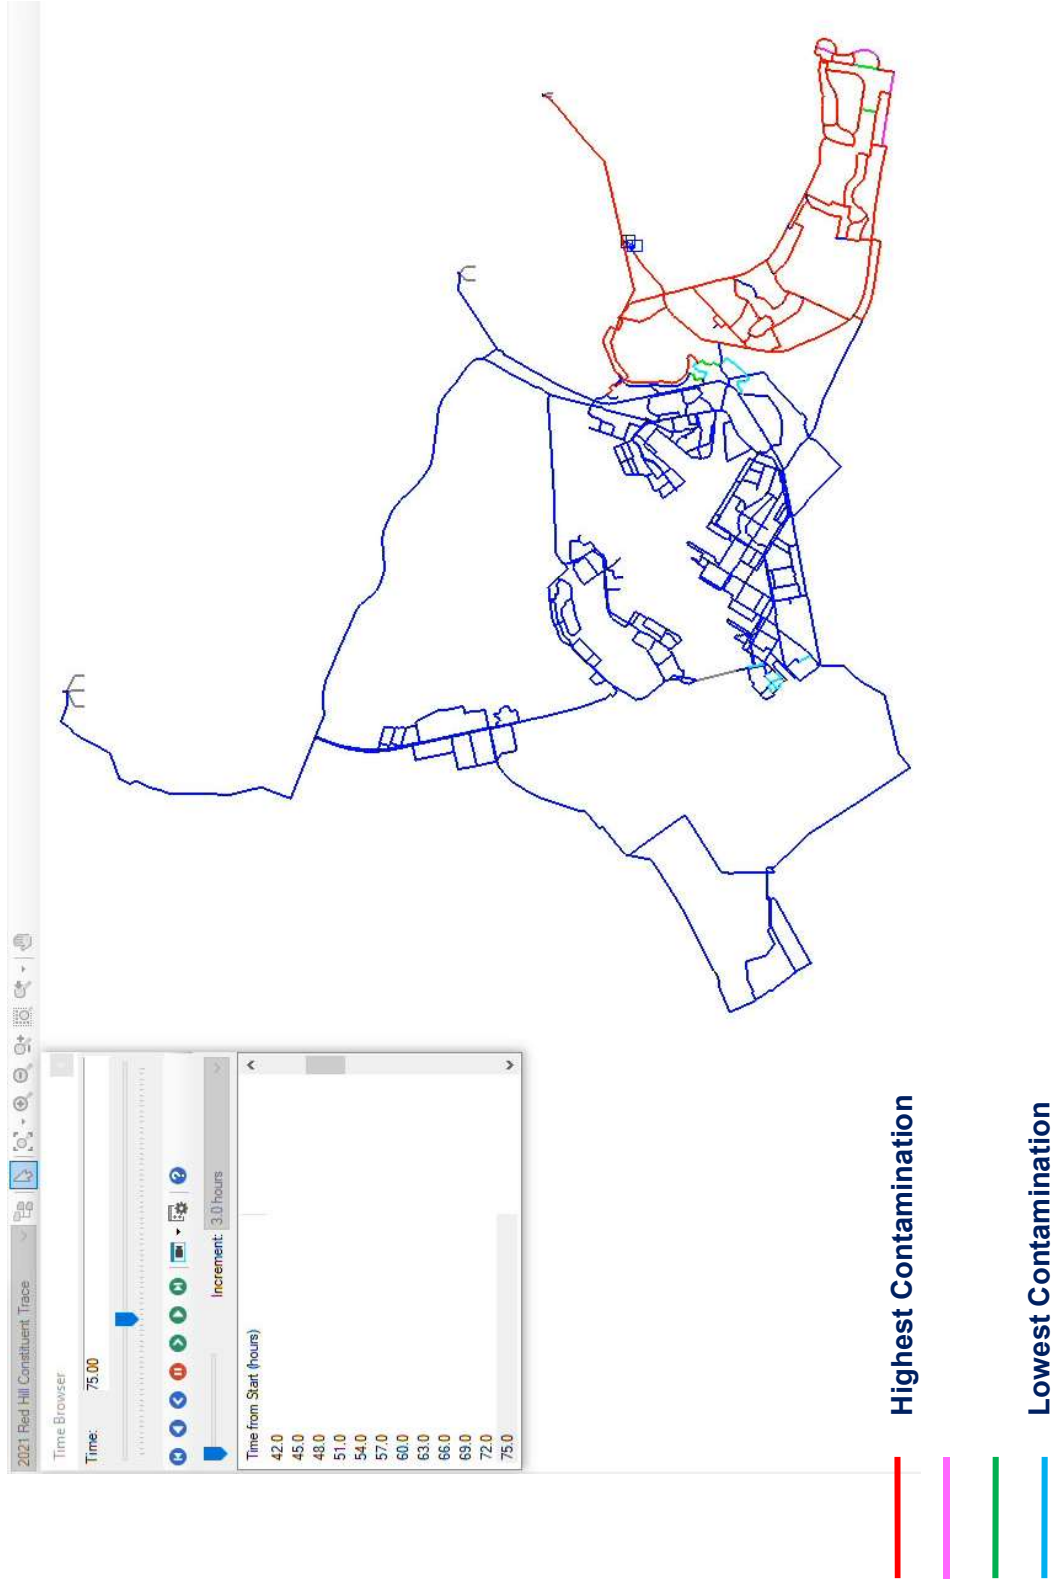 2021 Red Hill Constituent Trace
Time Browser
Time:
75.00
Increment:
3.0 hours
Time from Start (hours)
42.0
45.0
48.0
51.0
54.0
57.0
60.0
63.0
66.0
69.0
72.0
75.0
Highest Contamination
Lowest Contamination